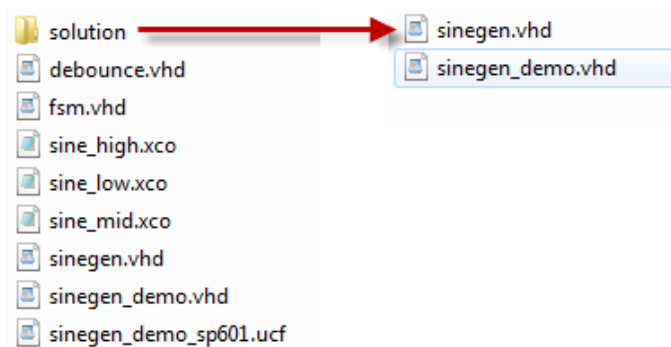 solution
debounce.vhd
fsm.vhd
sine_high.xco
sine_low.xco
sine_mid.xco
sinegen.vhd
sinegen_demo.vhd
sinegen_demo_sp601.ucf
sinegen.vhd
sinegen_demo.vhd